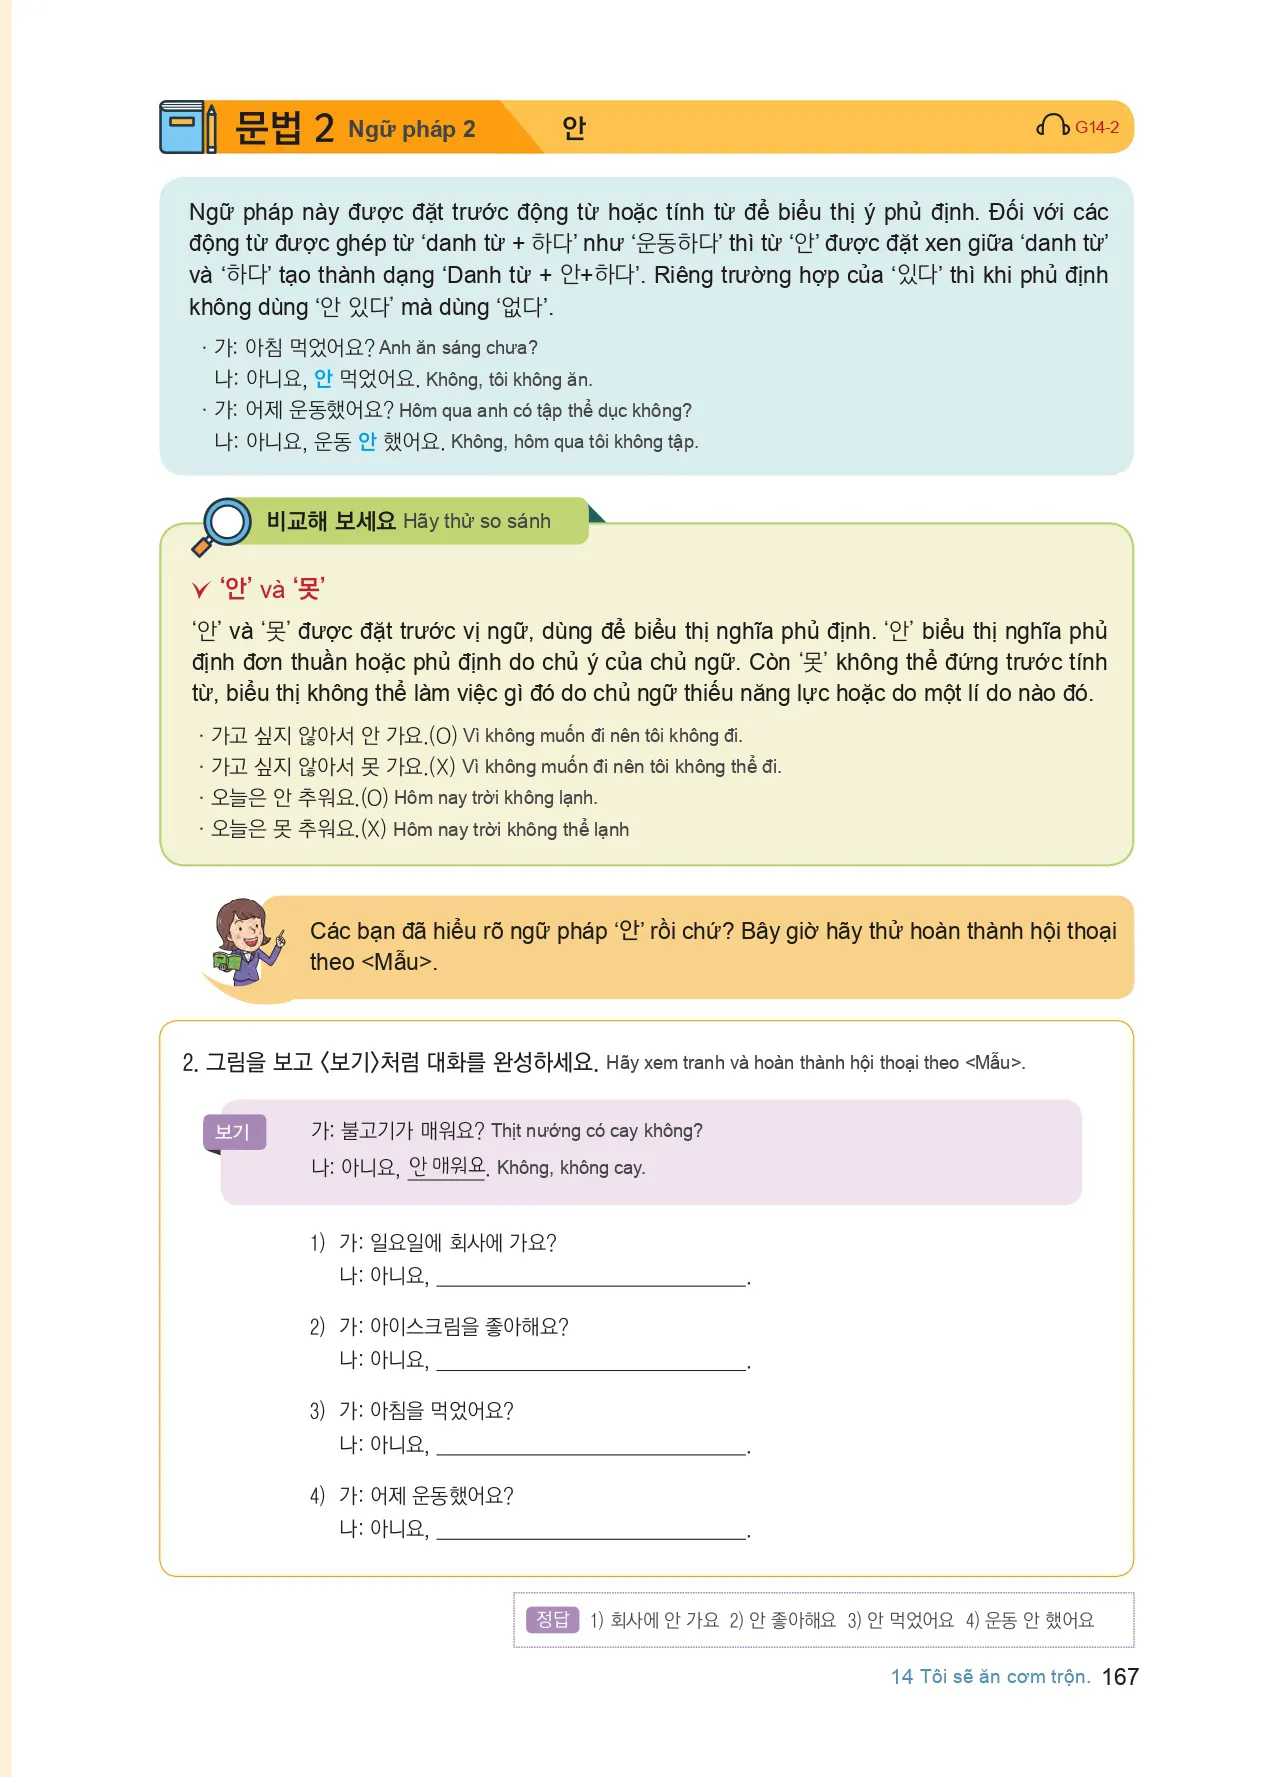 문법 2 Ngữ pháp 2 안 G14-2
Ngữ pháp này được đặt trước động từ hoặc tính từ để biểu thị ý phủ định. Đối với các
động từ được ghép từ ‘danh từ + 하다’ như ‘운동하다’ thì từ ‘안’ được đặt xen giữa ‘danh từ’
và ‘하다’ tạo thành dạng ‘Danh từ + 안+하다’. Riêng trường hợp của ‘있다’ thì khi phủ định
không dùng ‘안 있다’ mà dùng ‘없다’.
· 가: 아침 먹었어요? Anh ăn sáng chưa?
나: 아니요, 안 먹었어요. Không, tôi không ăn.
· 가: 어제 운동했어요? Hôm qua anh có tập thể dục không?
나: 아니요, 운동 안 했어요. Không, hôm qua tôi không tập.
비교해 보세요 Hãy thử so sánh
‘안’ và ‘못’
‘안’ và ‘못’ được đặt trước vị ngữ, dùng để biểu thị nghĩa phủ định. ‘안’ biểu thị nghĩa phủ
định đơn thuần hoặc phủ định do chủ ý của chủ ngữ. Còn ‘못’ không thể đứng trước tính
từ, biểu thị không thể làm việc gì đó do chủ ngữ thiếu năng lực hoặc do một lí do nào đó.
· 가고 싶지 않아서 안 가요.(O) Vì không muốn đi nên tôi không đi.
· 가고 싶지 않아서 못 가요.(X) Vì không muốn đi nên tôi không thể đi.
· 오늘은 안 추워요.(O) Hôm nay trời không lạnh.
· 오늘은 못 추워요.(X) Hôm nay trời không thể lạnh
Các bạn đã hiểu rõ ngữ pháp ‘안’ rồi chứ? Bây giờ hãy thử hoàn thành hội thoại
theo <Mẫu>.
2. 그림을 보고 〈보기〉처럼 대화를 완성하세요. Hãy xem tranh và hoàn thành hội thoại theo <Mẫu>.
보기
가: 불고기가 매워요? Thịt nướng có cay không?
나: 아니요, 안 매워요. Không, không cay.
1) 가: 일요일에 회사에 가요?
나: 아니요, ____________________.
2) 가: 아이스크림을 좋아해요?
나: 아니요, ____________________.
3) 가: 아침을 먹었어요?
나: 아니요, ____________________.
4) 가: 어제 운동했어요?
나: 아니요, ____________________.
정답 1) 회사에 안 가요 2) 안 좋아해요 3) 안 먹었어요 4) 운동 안 했어요
14 Tôi sẽ ăn cơm trộn. 167